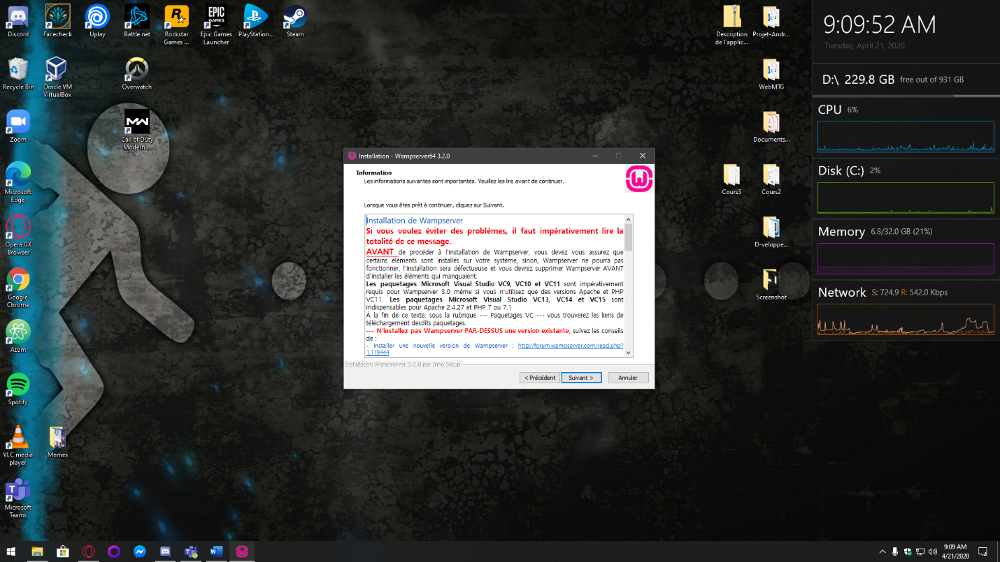 Discord
Facecheck
Uplay
Battle.net
Rockstar
Games ...
Epic Games
Launcher
PlayStation...
Steam
Description
de l'applic...
Projet-Andr...
9:09:52 AM
Tuesday, April 21, 2020
Recycle Bin
Oracle VM
VirtualBox
Overwatch
WebMTG
D:\ 229.8 GB free out of 931 GB
Zoom
Call of Duty
Modern ...
Documents...
CPU 6%
Microsoft
Edge
Cours3
Cours2
Disk (C:) 2%
Opera GX
Browser
D-veloppe...
Memory 6.8/32.0 GB (21%)
Google
Chrome
Screenshot
Network S: 724.9 R: 542.0 Kbps
Atom
Spotify
VLC media
player
Memes
Microsoft
Teams
Installation - Wampserver64 3.2.0
Information
Les informations suivantes sont importantes. Veuillez les lire avant de continuer.
Lorsque vous êtes prêt à continuer, cliquez sur Suivant.
Installation de Wampserver
Si vous voulez éviter des problèmes, il faut impérativement lire la
totalité de ce message.
AVANT de procéder à l'installation de Wampserver, vous devez vous assurez que
certains éléments sont installés sur votre système, sinon, Wampserver ne pourra pas
fonctionner, l'installation sera défectueuse et vous devrez supprimer Wampserver AVANT
d'installer les éléments qui manquaient.
Les paquetages Microsoft Visual Studio VC9, VC10 et VC11 sont impérativement
requis pour Wampserver 3.0 même si vous n'utilisez que des versions Apache et PHP
VC11. Les paquetages Microsoft Visual Studio VC13, VC14 et VC15 sont
indispensables pour Apache 2.4.27 et PHP 7 ou 7.1
À la fin de ce texte, sous la rubrique --- Paquetages VC --- vous trouverez les liens de
téléchargement desdits paquetages.
--- N'installez pas Wampserver PAR-DESSUS une version existante, suivez les conseils
de :
- Installer une nouvelle version de Wampserver : http://forum.wampserver.com/read.php?
1,119444
Installation Wampserver 3.2.0 par Inno Setup
< Précédent
Suivant >
Annuler
9:09 AM
4/21/2020